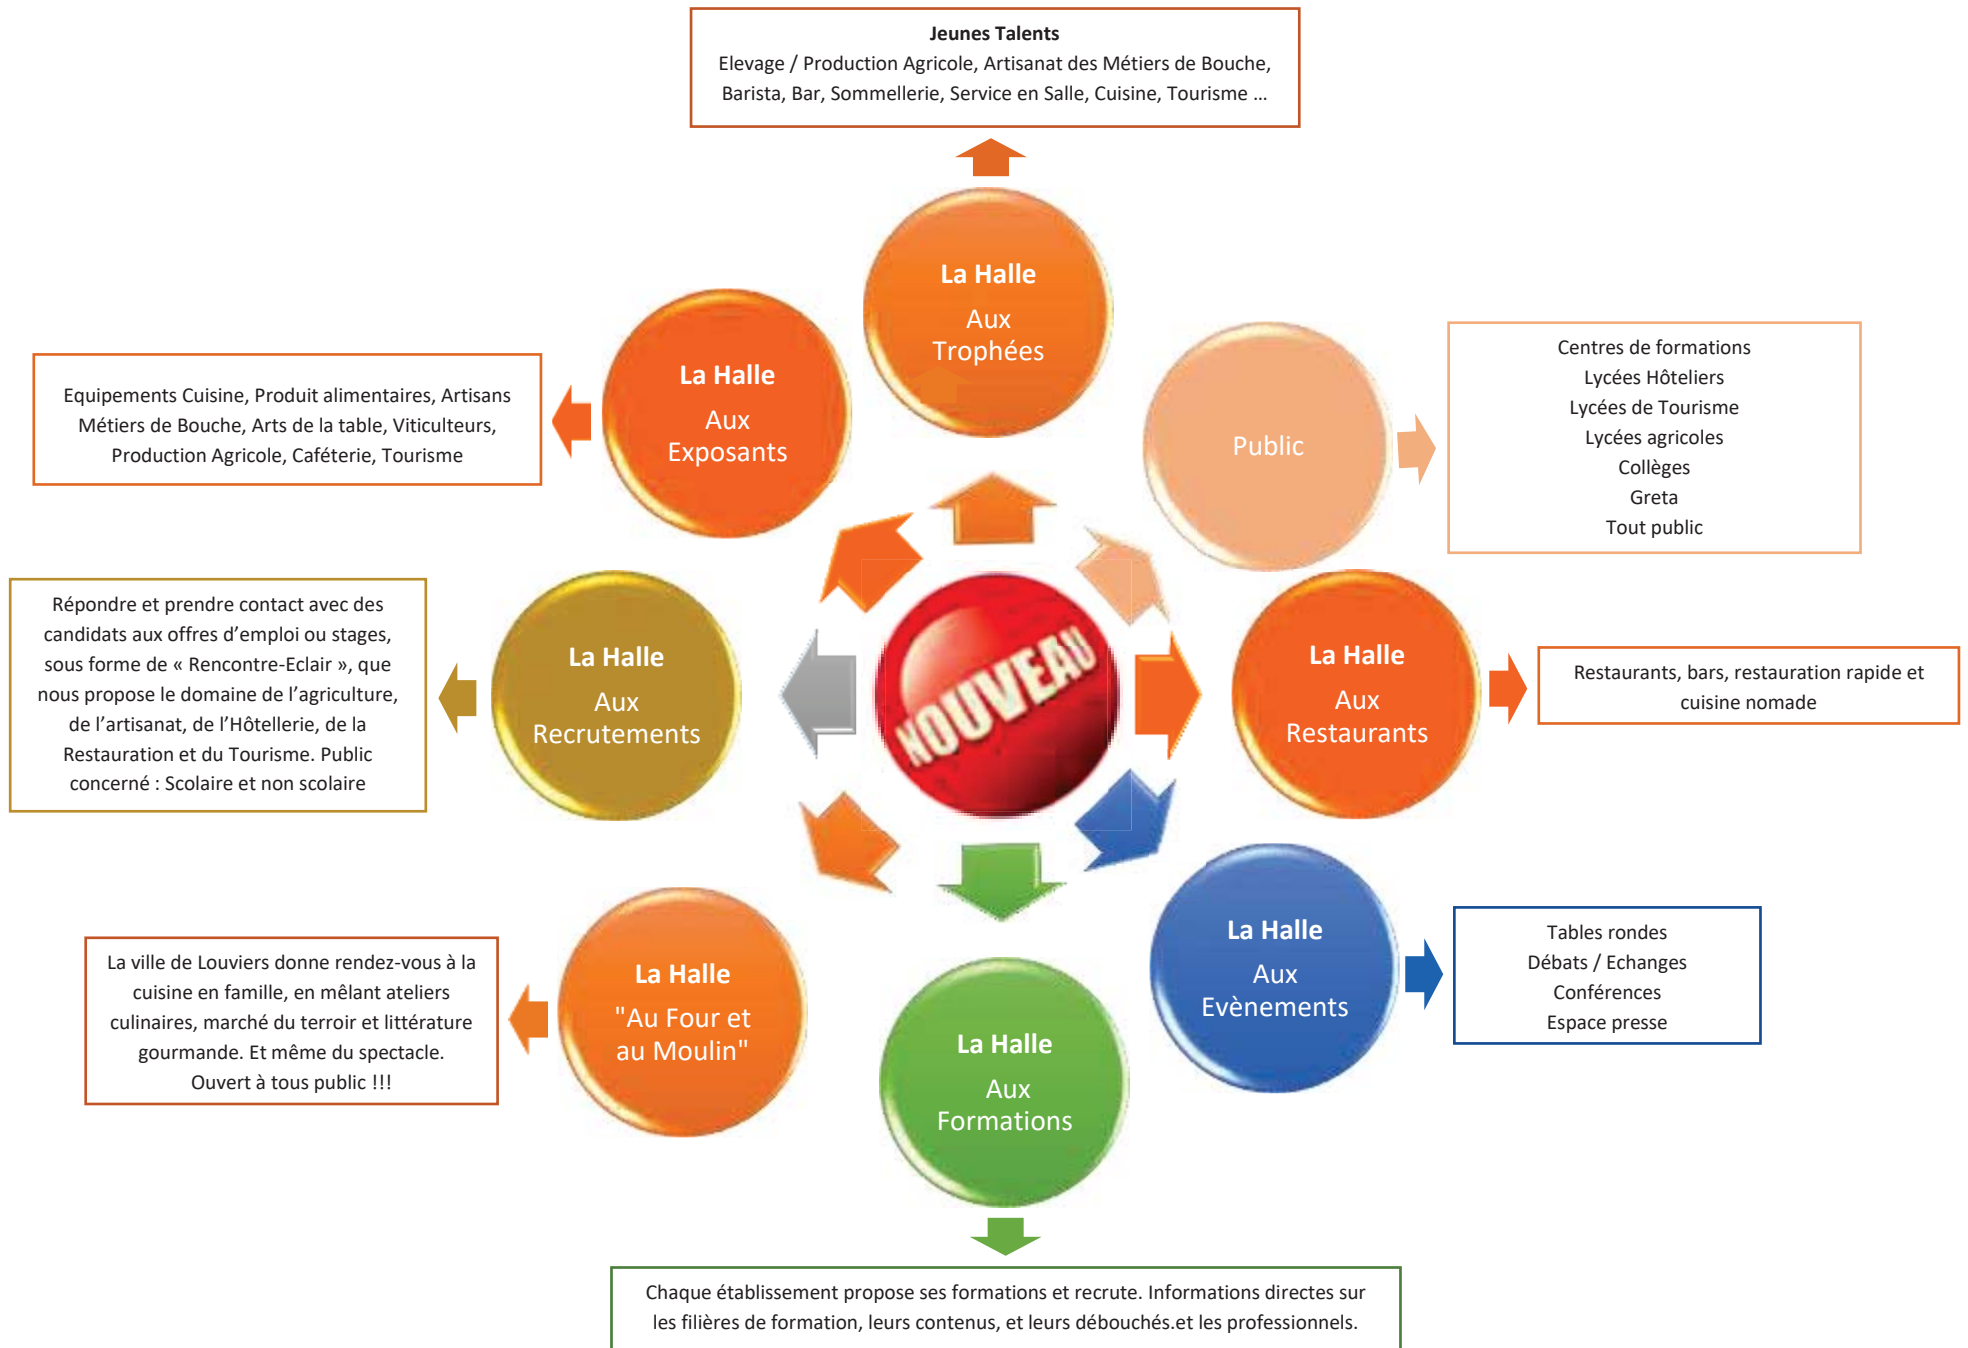 Jeunes Talents
Elevage / Production Agricole, Artisanat des Métiers de Bouche,
Barista, Bar, Sommellerie, Service en Salle, Cuisine, Tourisme ...
La Halle
Aux
Trophées
La Halle
Aux
Exposants
Equipements Cuisine, Produit alimentaires, Artisans
Métiers de Bouche, Arts de la table, Viticulteurs,
Production Agricole, Caféterie, Tourisme
Public
Centres de formations
Lycées Hôteliers
Lycées de Tourisme
Lycées agricoles
Collèges
Greta
Tout public
Répondre et prendre contact avec des
candidats aux offres d’emploi ou stages,
sous forme de « Rencontre-Eclair », que
nous propose le domaine de l’agriculture,
de l’artisanat, de l’Hôtellerie, de la
Restauration et du Tourisme. Public
concerné : Scolaire et non scolaire
La Halle
Aux
Recrutements
NOUVEAU
La Halle
Aux
Restaurants
Restaurants, bars, restauration rapide et
cuisine nomade
La ville de Louviers donne rendez-vous à la
cuisine en famille, en mêlant ateliers
culinaires, marché du terroir et littérature
gourmande. Et même du spectacle.
Ouvert à tous public !!!
La Halle
"Au Four et
au Moulin"
La Halle
Aux
Formations
La Halle
Aux
Evènements
Tables rondes
Débats / Echanges
Conférences
Espace presse
Chaque établissement propose ses formations et recrute. Informations directes sur
les filières de formation, leurs contenus, et leurs débouchés.et les professionnels.